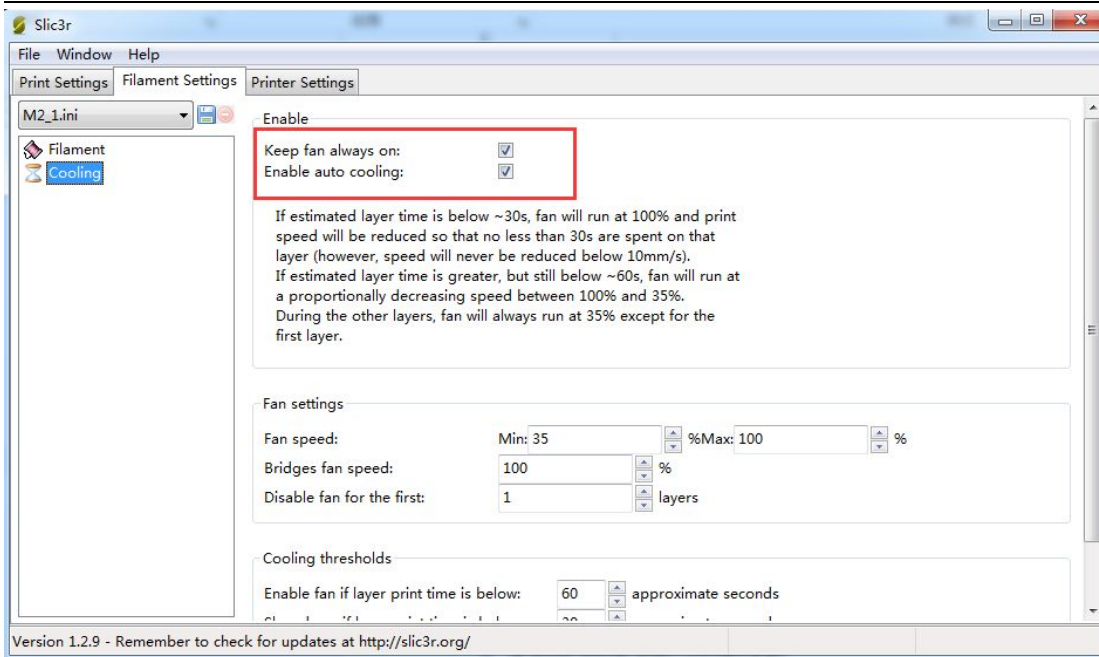 Slic3r
File Window Help
Print Settings Filament Settings Printer Settings
M2_1.ini
Filament
Cooling
Enable
Keep fan always on:
Enable auto cooling:
If estimated layer time is below ~30s, fan will run at 100% and print
speed will be reduced so that no less than 30s are spent on that
layer (however, speed will never be reduced below 10mm/s).
If estimated layer time is greater, but still below ~60s, fan will run at
a proportionally decreasing speed between 100% and 35%.
During the other layers, fan will always run at 35% except for the
first layer.
Fan settings
Fan speed: Min: 35 %Max: 100 %
Bridges fan speed: 100 %
Disable fan for the first: 1 layers
Cooling thresholds
Enable fan if layer print time is below: 60 approximate seconds
Version 1.2.9 - Remember to check for updates at http://slic3r.org/